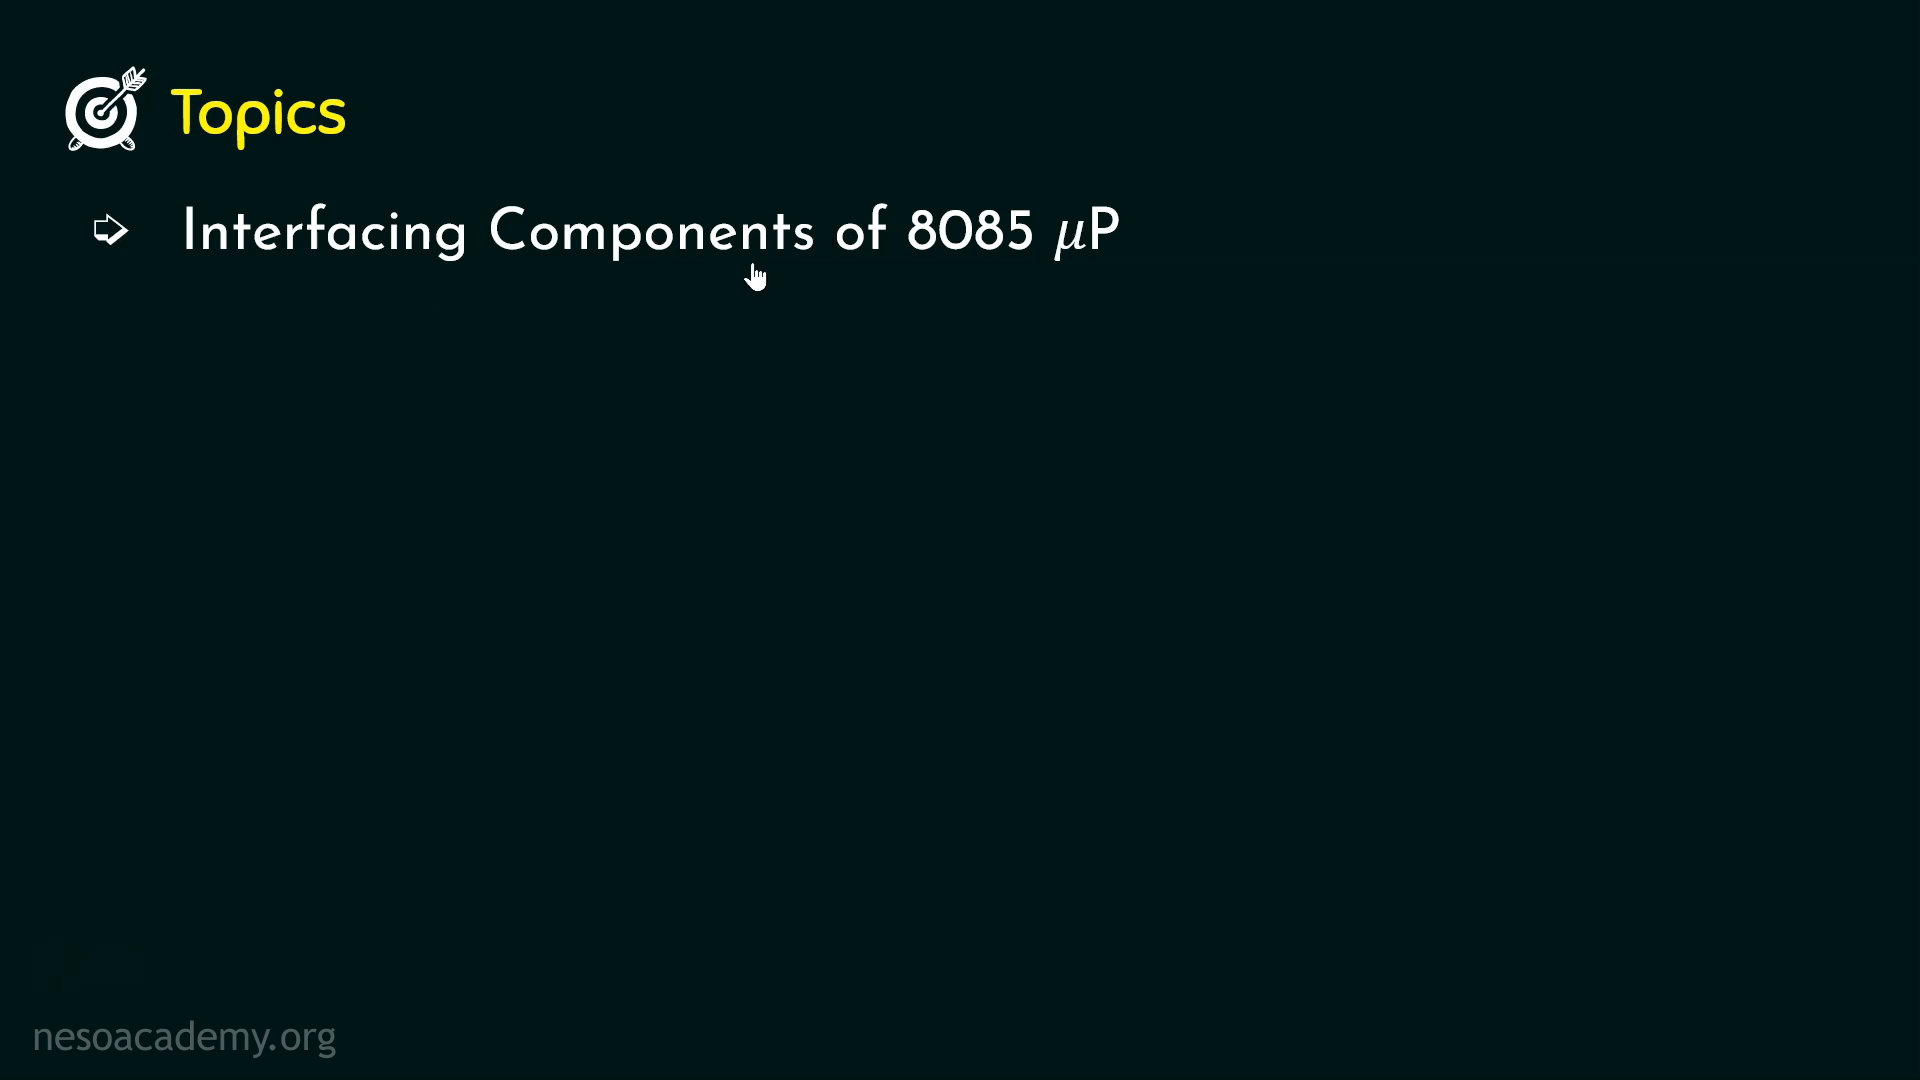 Topics
➩ Interfacing Components of 8085 μP
nesoacademy.org